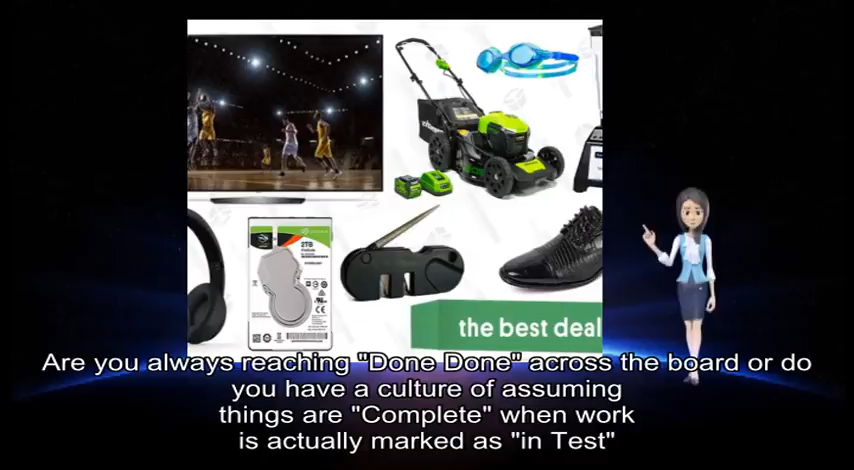 2TB
the best deal
Are you always reaching "Done Done" across the board or do
you have a culture of assuming
things are "Complete" when work
is actually marked as "in Test"